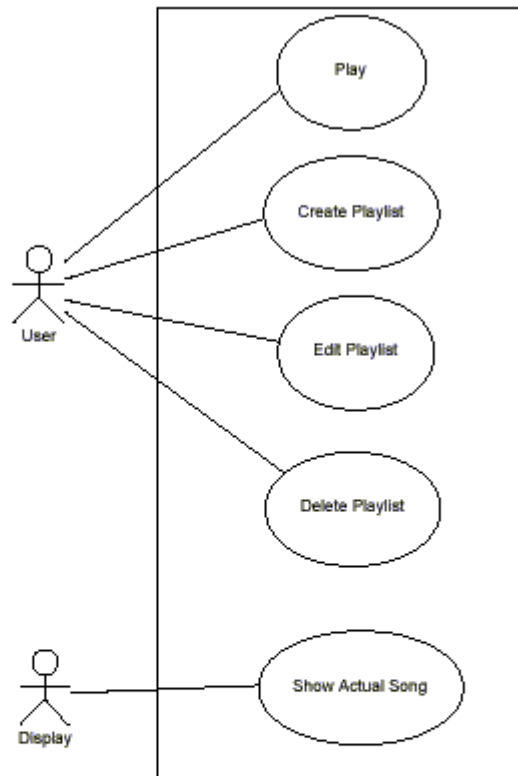 Play
Create Playlist
User
Edit Playlist
Delete Playlist
Show Actual Song
Display